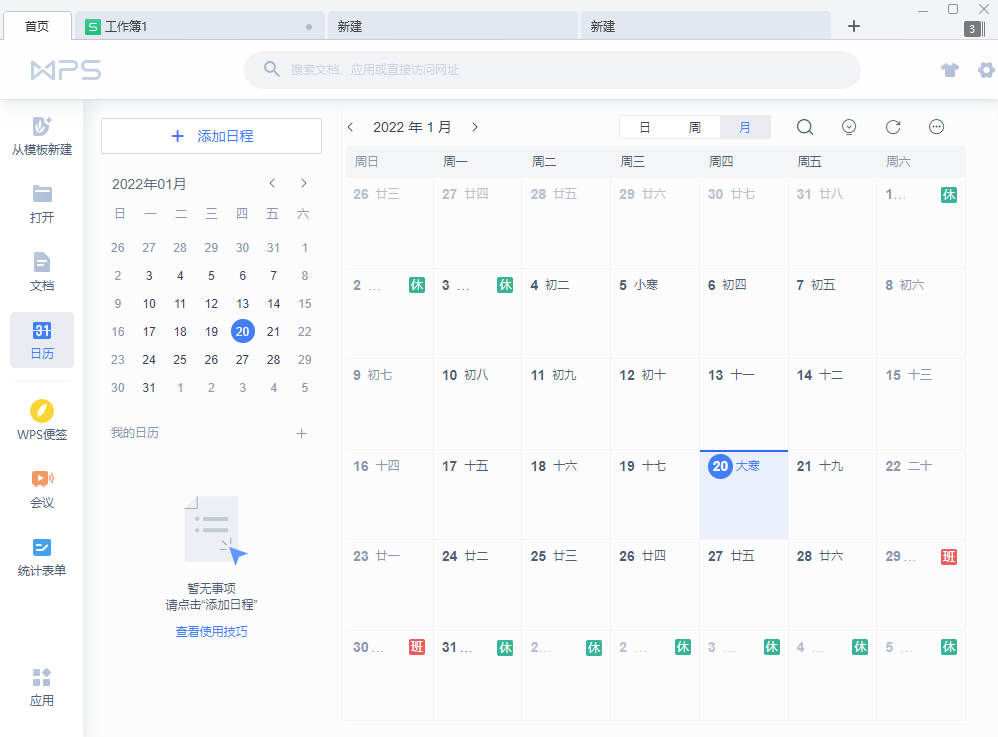 首页 S 工作簿1 新建 新建 3
WPS 搜索文档、应用或直接访问网址
从模板新建
打开
文档
31
日历
WPS便签
会议
统计表单
应用
添加日程
2022年01月
日 一 二 三 四 五 六
26 27 28 29 30 31 1
2 3 4 5 6 7 8
9 10 11 12 13 14 15
16 17 18 19 20 21 22
23 24 25 26 27 28 29
30 31 1 2 3 4 5
我的日历
暂无事项
请点击“添加日程”
查看使用技巧
2022 年 1 月 日 周 月
周日 周一 周二 周三 周四 周五 周六
26 廿三 27 廿四 28 廿五 29 廿六 30 廿七 31 廿八 1... 休
2 ... 休 3 ... 休 4 初二 5 小寒 6 初四 7 初五 8 初六
9 初七 10 初八 11 初九 12 初十 13 十一 14 十二 15 十三
16 十四 17 十五 18 十六 19 十七 20 大寒 21 十九 22 二十
23 廿一 24 廿二 25 廿三 26 廿四 27 廿五 28 廿六 29... 班
30... 班 31... 休 2... 休 2 ... 休 3 ... 休 4 ... 休 5 ... 休